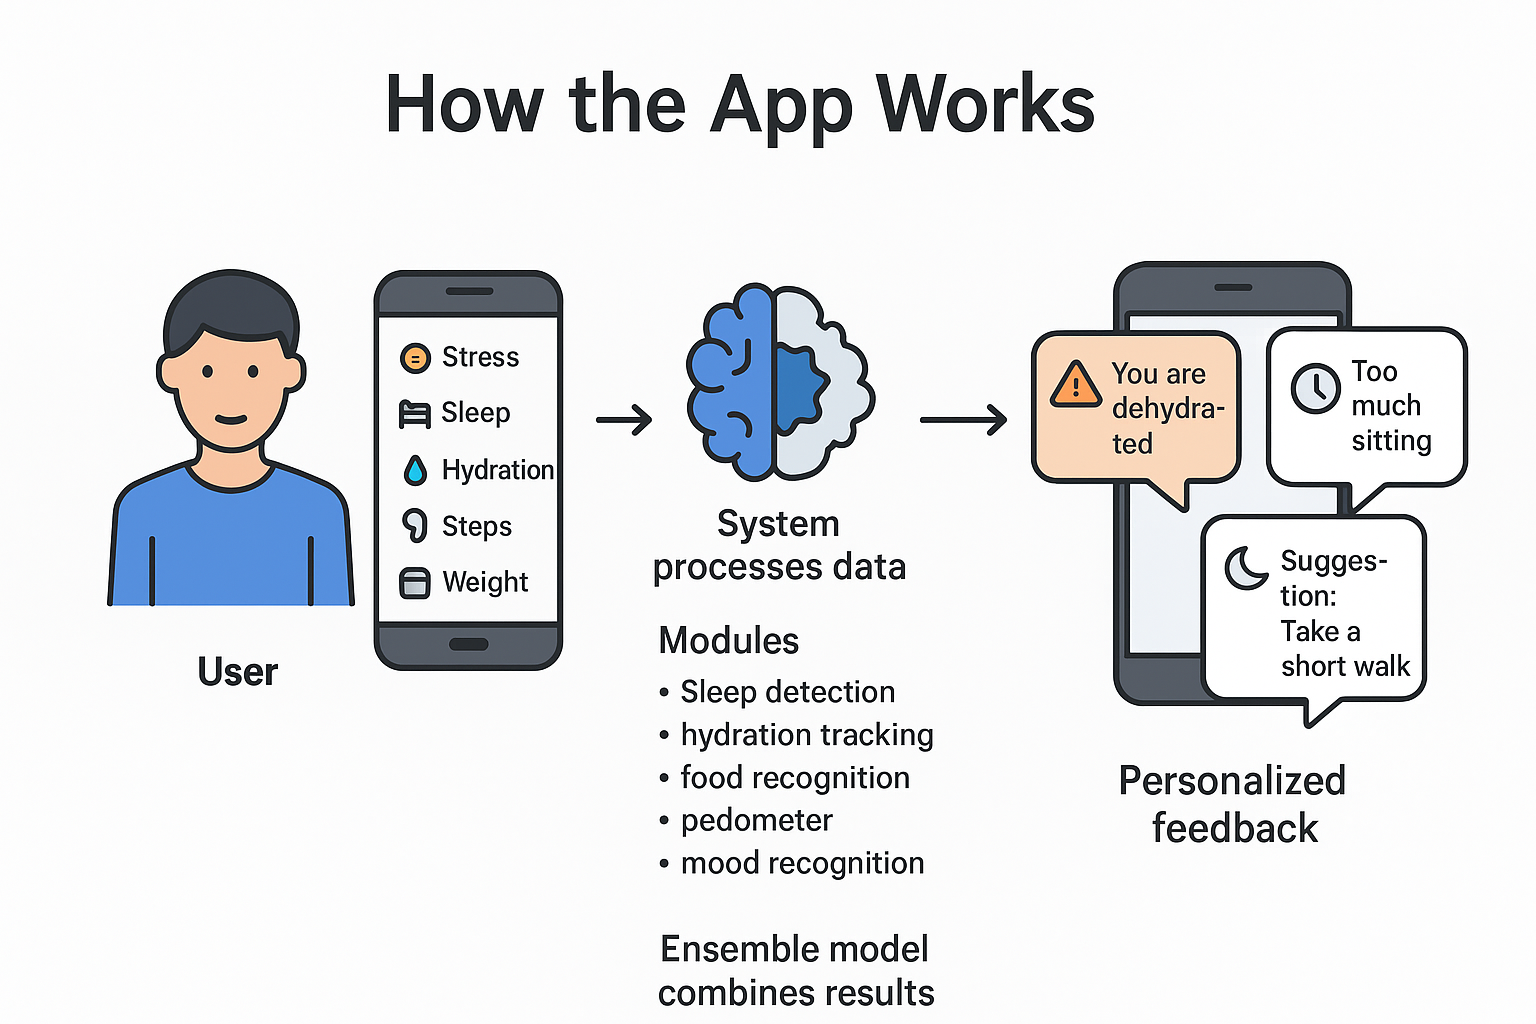 How the App Works
Stress
Sleep
Hydration
Steps
Weight
User
System
processes data
Modules
• Sleep detection
• hydration tracking
• food recognition
• pedometer
• mood recognition
Ensemble model
combines results
You are
dehydra-
ted
Too
much
sitting
Sugges-
tion:
Take a
short walk
Personalized
feedback